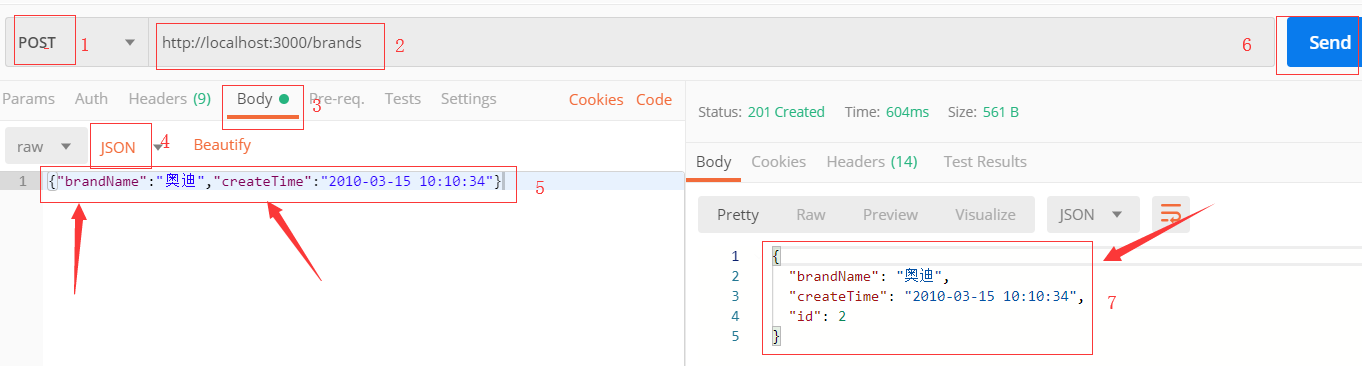 POST 1 http://localhost:3000/brands 2 6 Send
Params Auth Headers (9) Body 3 Pre-req. Tests Settings Cookies Code
Status: 201 Created Time: 604ms Size: 561 B
raw JSON 4 Beautify
Body Cookies Headers (14) Test Results
1 {"brandName":"奥迪","createTime":"2010-03-15 10:10:34"} 5
Pretty Raw Preview Visualize JSON
1 {
2 "brandName": "奥迪",
3 "createTime": "2010-03-15 10:10:34",
4 "id": 2
5 }
7